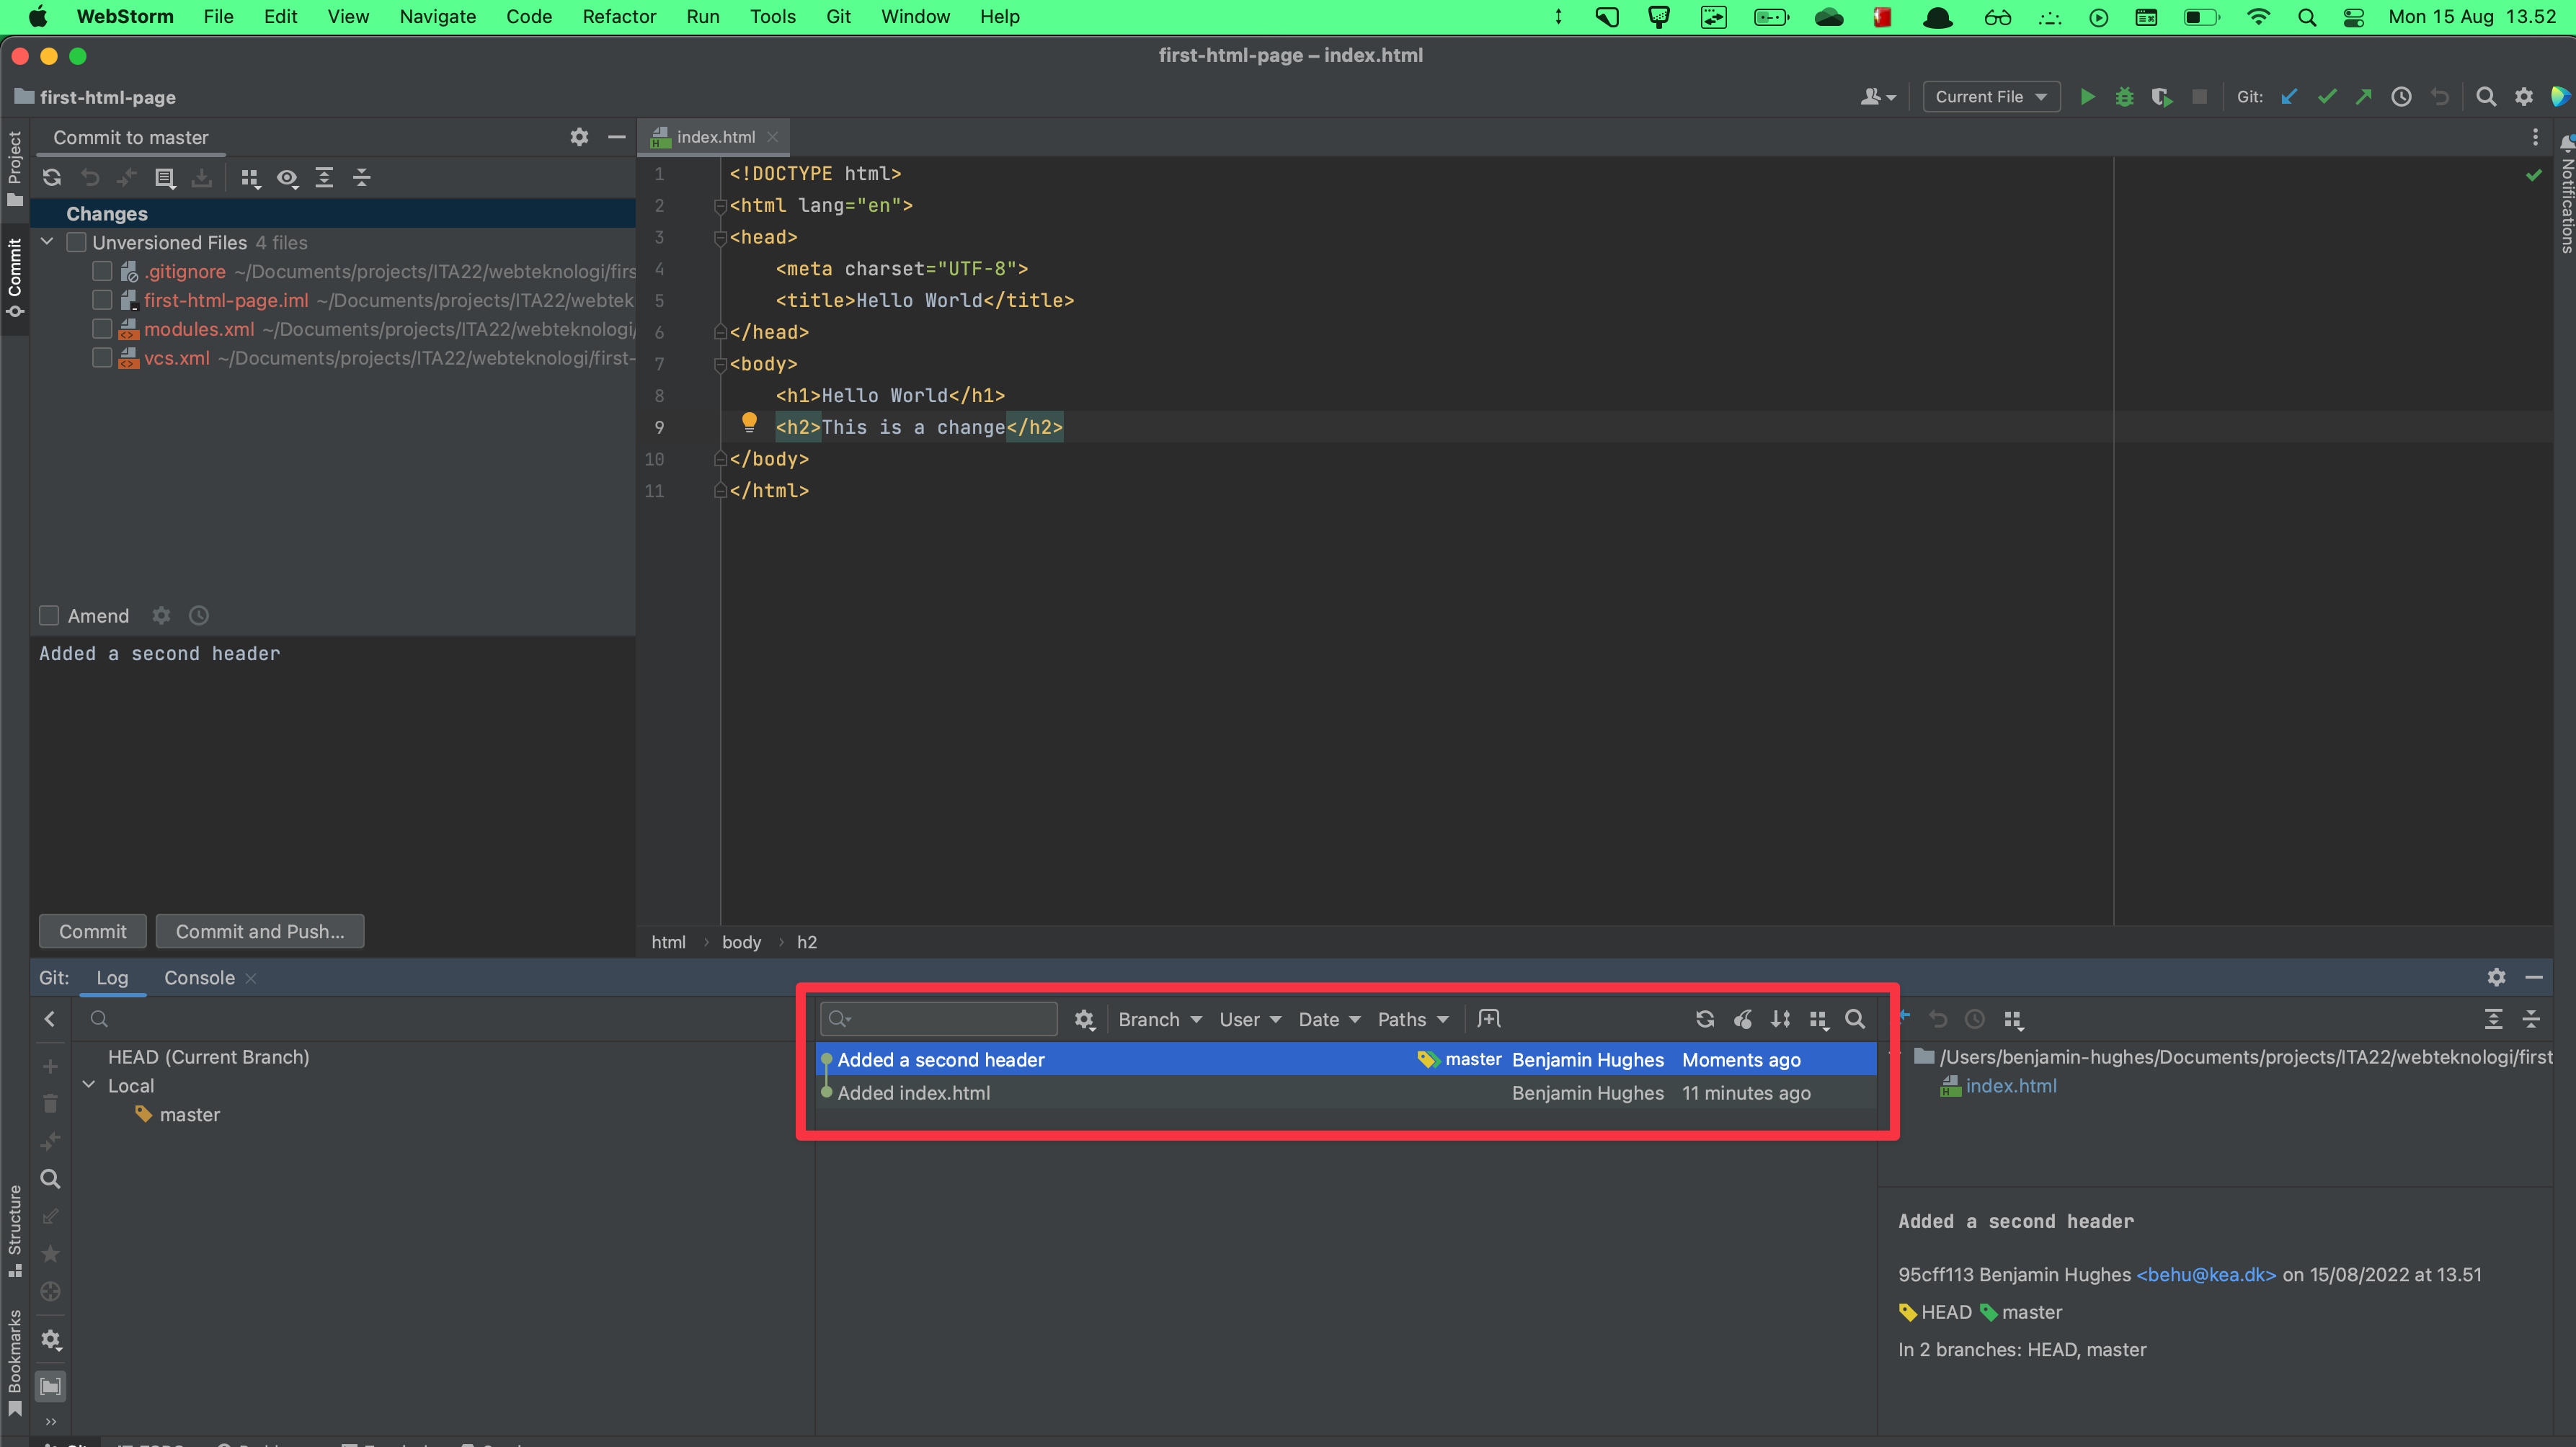 WebStorm File Edit View Navigate Code Refactor Run Tools Git Window Help Mon 15 Aug 13.52
first-html-page – index.html
first-html-page Current File Git:
Project
Commit
Structure
Bookmarks
Notifications
Commit to master
Changes
Unversioned Files 4 files
.gitignore ~/Documents/projects/ITA22/webteknologi/firs
first-html-page.iml ~/Documents/projects/ITA22/webtek
modules.xml ~/Documents/projects/ITA22/webteknologi/
vcs.xml ~/Documents/projects/ITA22/webteknologi/first-
Amend
Added a second header
Commit Commit and Push...
index.html
1 <!DOCTYPE html>
2 <html lang="en">
3 <head>
4 <meta charset="UTF-8">
5 <title>Hello World</title>
6 </head>
7 <body>
8 <h1>Hello World</h1>
9 <h2>This is a change</h2>
10 </body>
11 </html>
html › body › h2
Git: Log Console
HEAD (Current Branch)
Local
master
Branch User Date Paths
Added a second header master Benjamin Hughes Moments ago
Added index.html Benjamin Hughes 11 minutes ago
/Users/benjamin-hughes/Documents/projects/ITA22/webteknologi/first
index.html
Added a second header
95cff113 Benjamin Hughes <behu@kea.dk> on 15/08/2022 at 13.51
HEAD master
In 2 branches: HEAD, master